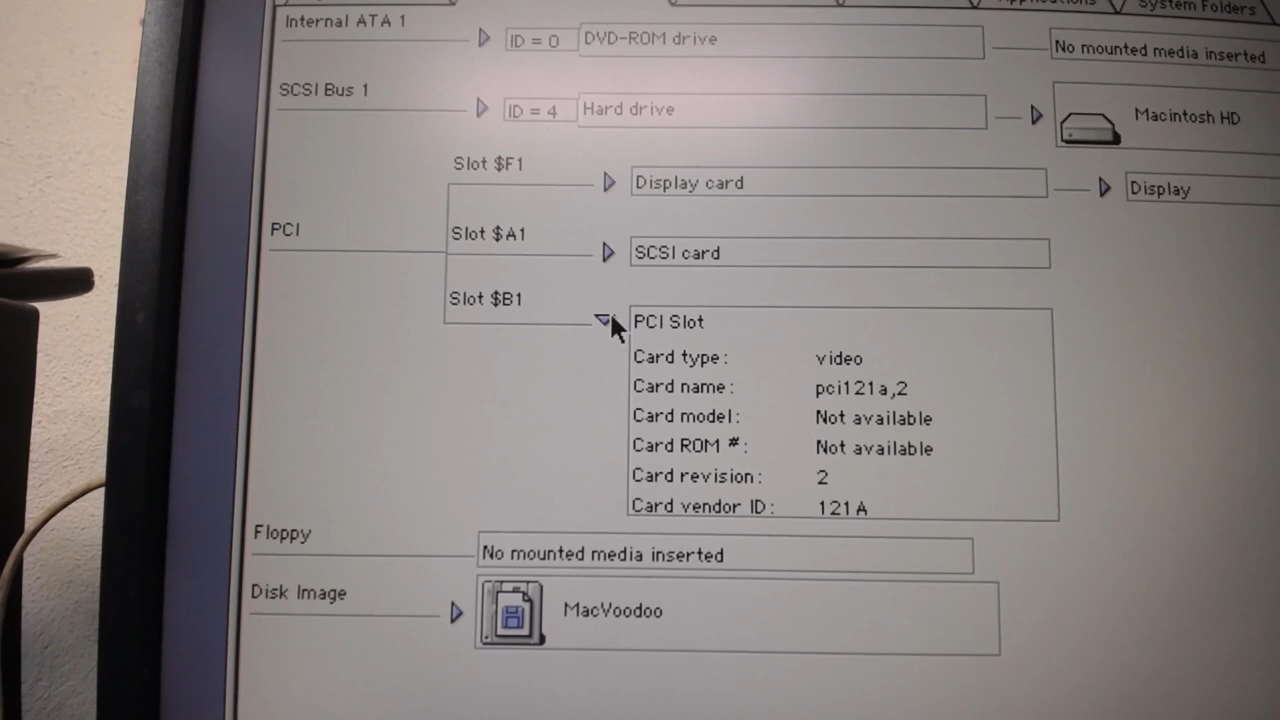 Applications
System Folders
Internal ATA 1
ID = 0
DVD-ROM drive
No mounted media inserted
SCSI Bus 1
ID = 4
Hard drive
Macintosh HD
Slot $F1
Display card
Display
PCI
Slot $A1
SCSI card
Slot $B1
PCI Slot
Card type: video
Card name: pci121a,2
Card model: Not available
Card ROM #: Not available
Card revision: 2
Card vendor ID: 121A
Floppy
No mounted media inserted
Disk Image
MacVoodoo